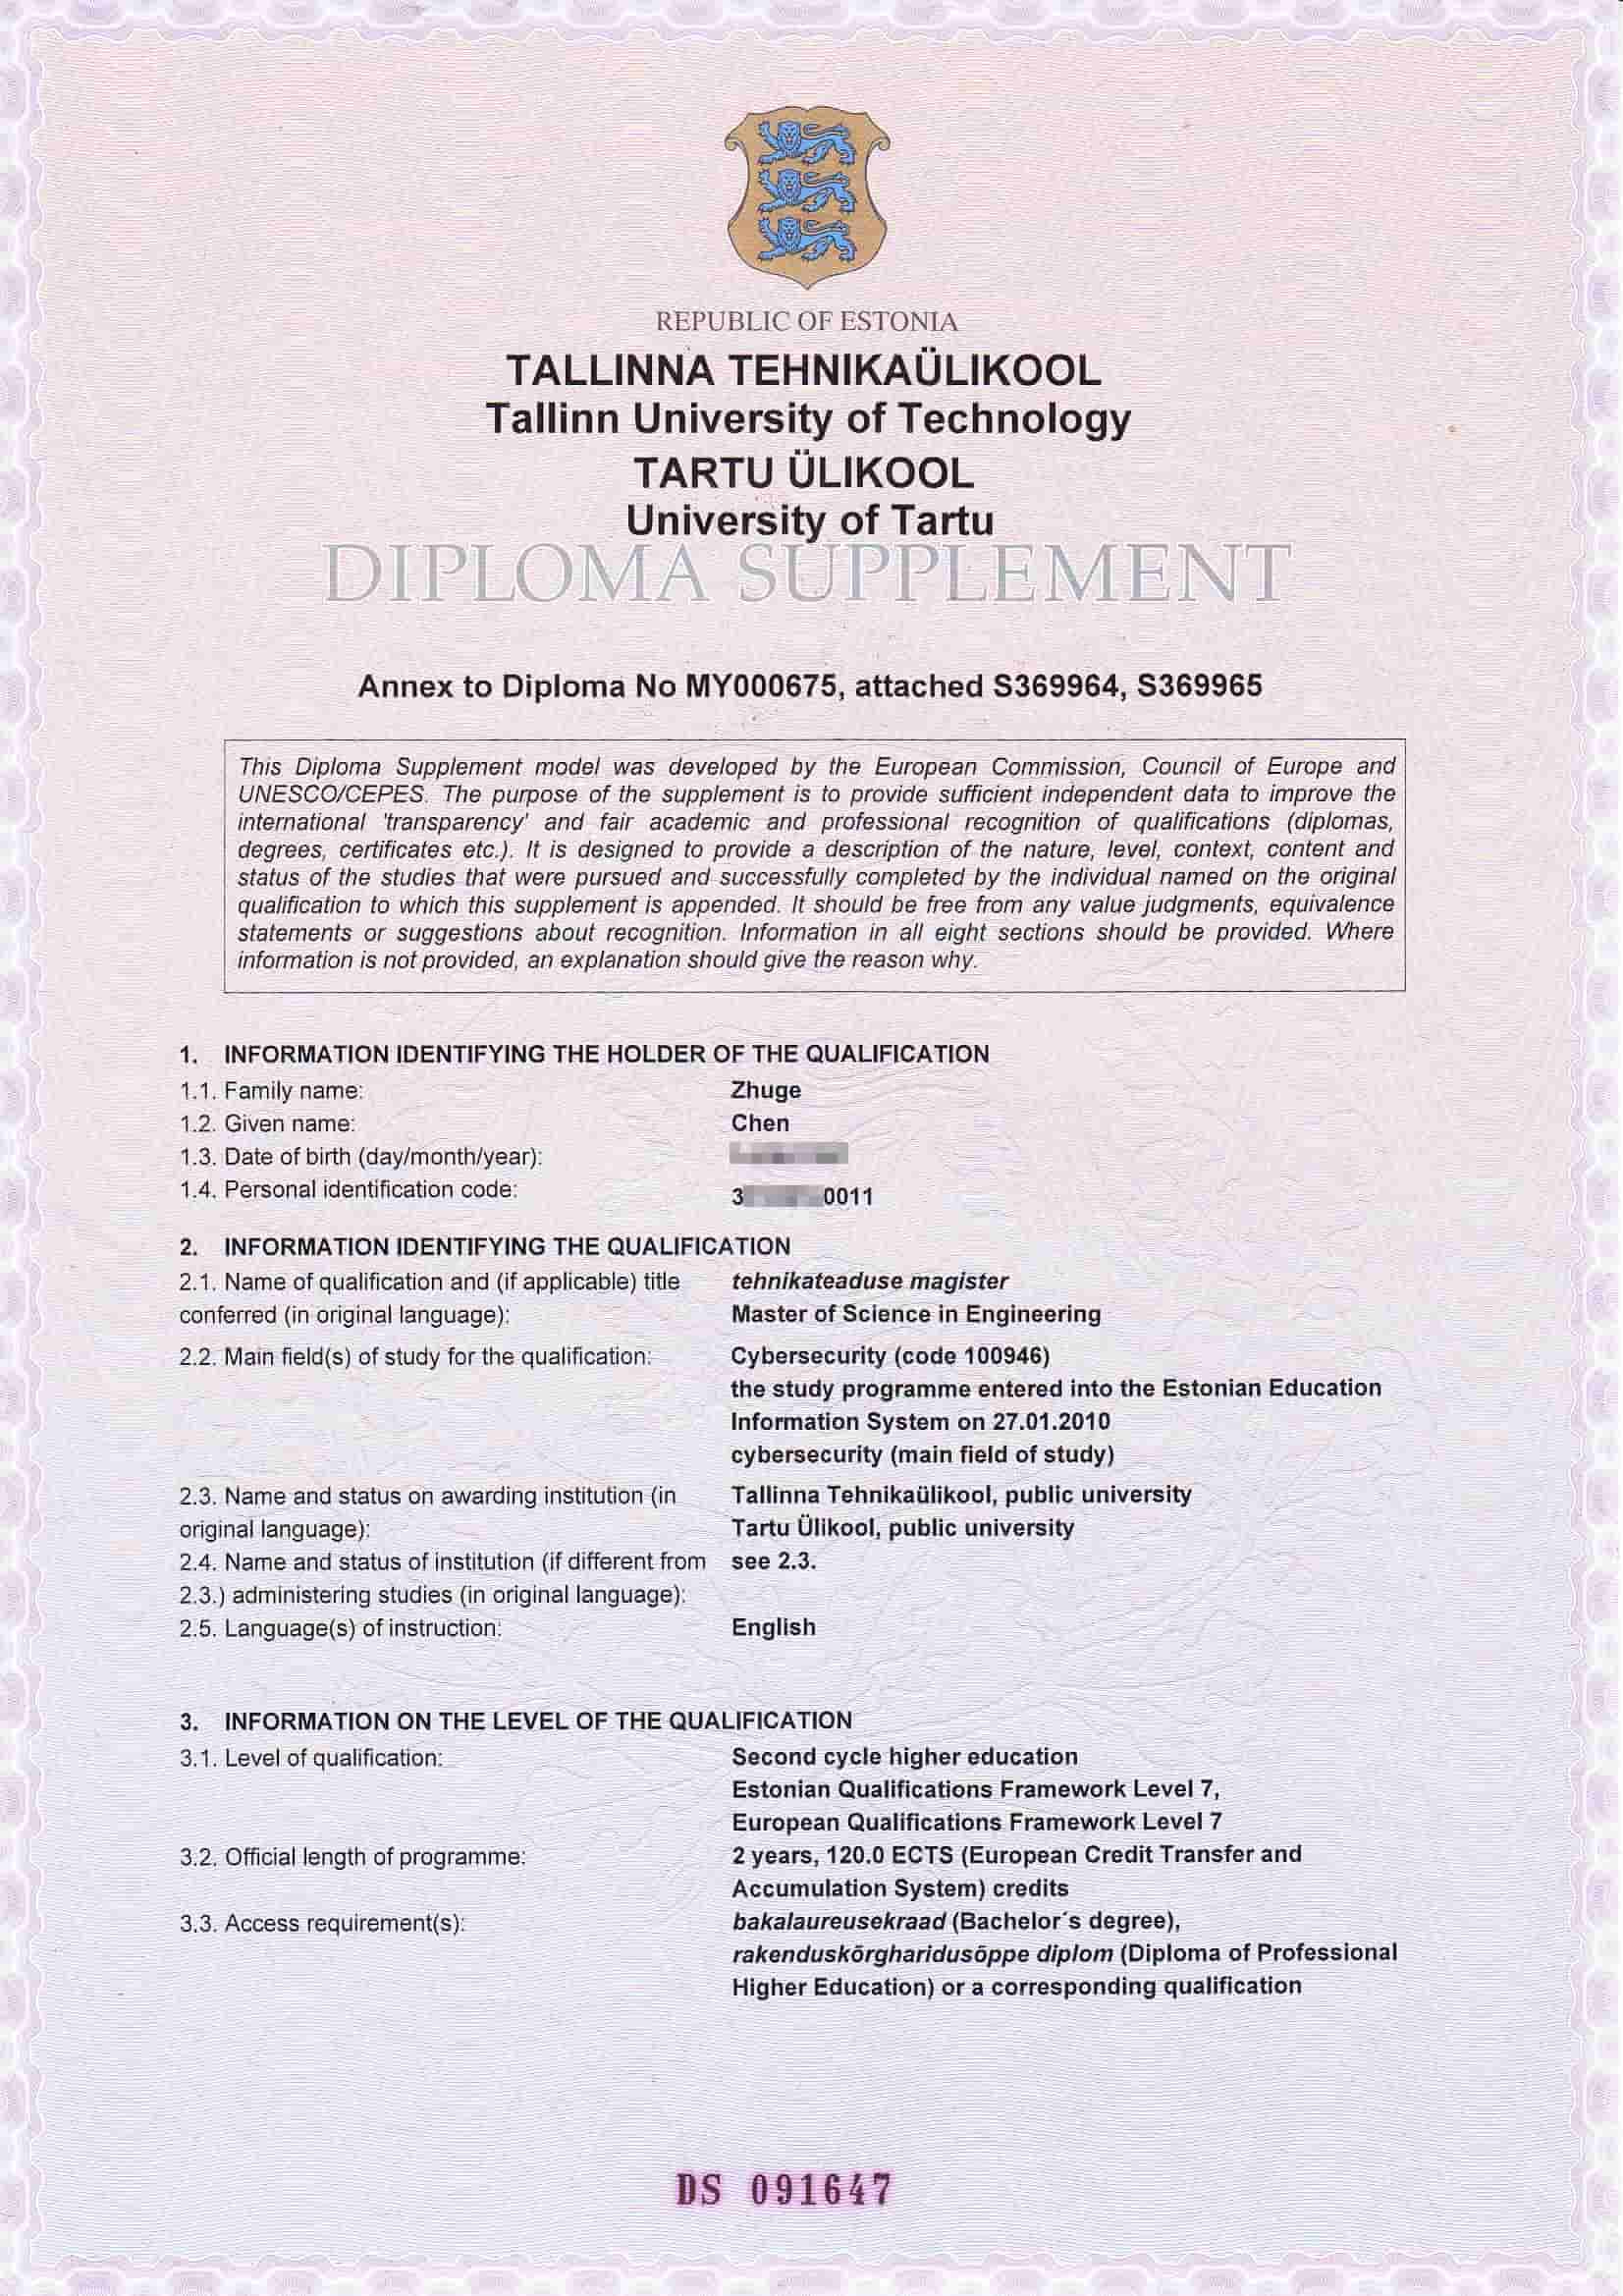 REPUBLIC OF ESTONIA
TALLINNA TEHNIKAÜLIKOOL
Tallinn University of Technology
TARTU ÜLIKOOL
University of Tartu
DIPLOMA SUPPLEMENT
Annex to Diploma No MY000675, attached S369964, S369965
This Diploma Supplement model was developed by the European Commission, Council of Europe and
UNESCO/CEPES. The purpose of the supplement is to provide sufficient independent data to improve the
international 'transparency' and fair academic and professional recognition of qualifications (diplomas,
degrees, certificates etc.). It is designed to provide a description of the nature, level, context, content and
status of the studies that were pursued and successfully completed by the individual named on the original
qualification to which this supplement is appended. It should be free from any value judgments, equivalence
statements or suggestions about recognition. Information in all eight sections should be provided. Where
information is not provided, an explanation should give the reason why.
1. INFORMATION IDENTIFYING THE HOLDER OF THE QUALIFICATION
1.1. Family name: Zhuge
1.2. Given name: Chen
1.3. Date of birth (day/month/year):
1.4. Personal identification code: 3 0011
2. INFORMATION IDENTIFYING THE QUALIFICATION
2.1. Name of qualification and (if applicable) title tehnikateaduse magister
conferred (in original language): Master of Science in Engineering
2.2. Main field(s) of study for the qualification: Cybersecurity (code 100946)
the study programme entered into the Estonian Education
Information System on 27.01.2010
cybersecurity (main field of study)
2.3. Name and status on awarding institution (in Tallinna Tehnikaülikool, public university
original language): Tartu Ülikool, public university
2.4. Name and status of institution (if different from see 2.3.
2.3.) administering studies (in original language):
2.5. Language(s) of instruction: English
3. INFORMATION ON THE LEVEL OF THE QUALIFICATION
3.1. Level of qualification: Second cycle higher education
Estonian Qualifications Framework Level 7,
European Qualifications Framework Level 7
3.2. Official length of programme: 2 years, 120.0 ECTS (European Credit Transfer and
Accumulation System) credits
3.3. Access requirement(s): bakalaureusekraad (Bachelor´s degree),
rakenduskõrgharidusõppe diplom (Diploma of Professional
Higher Education) or a corresponding qualification
DS 091647